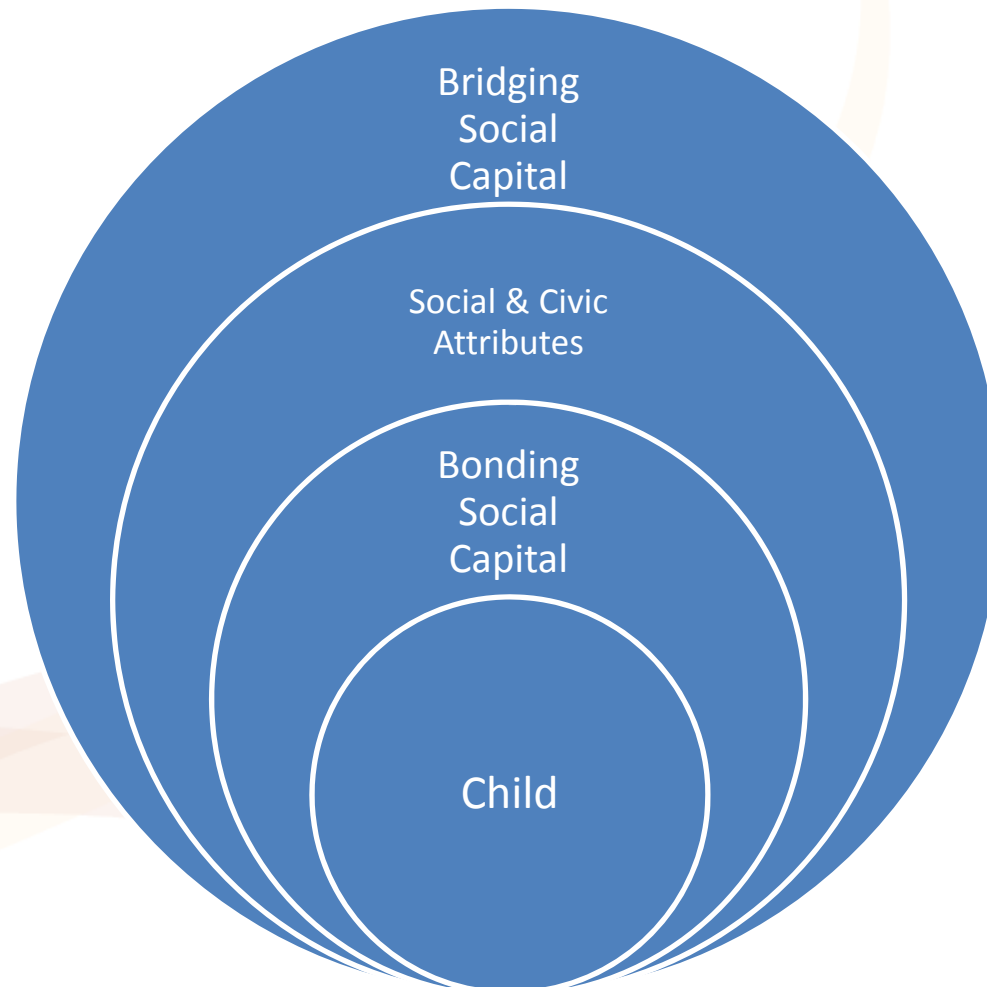 Bridging
Social
Capital
Social & Civic
Attributes
Bonding
Social
Capital
Child